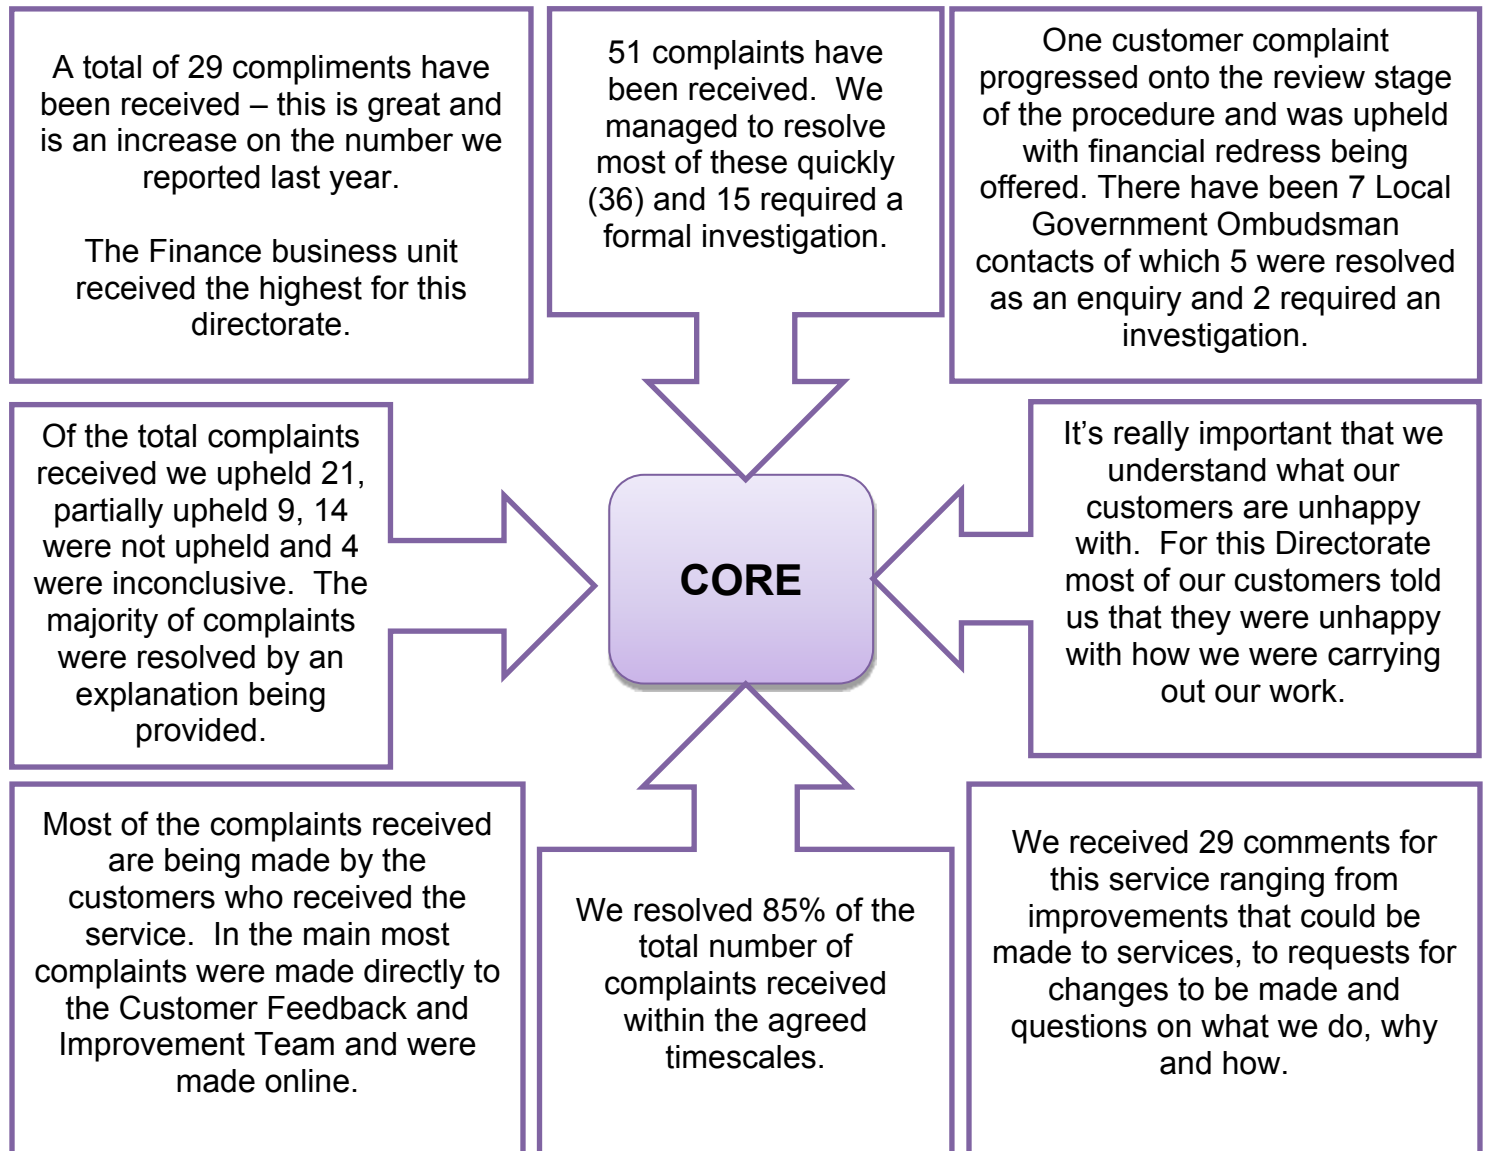 A total of 29 compliments have
been received – this is great and
is an increase on the number we
reported last year.
The Finance business unit
received the highest for this
directorate.
51 complaints have
been received.  We
managed to resolve
most of these quickly
(36) and 15 required a
formal investigation.
One customer complaint
progressed onto the review stage
of the procedure and was upheld
with financial redress being
offered. There have been 7 Local
Government Ombudsman
contacts of which 5 were resolved
as an enquiry and 2 required an
investigation.
Of the total complaints
received we upheld 21,
partially upheld 9, 14
were not upheld and 4
were inconclusive.  The
majority of complaints
were resolved by an
explanation being
provided.
CORE
It’s really important that we
understand what our
customers are unhappy
with.  For this Directorate
most of our customers told
us that they were unhappy
with how we were carrying
out our work.
Most of the complaints received
are being made by the
customers who received the
service.  In the main most
complaints were made directly to
the Customer Feedback and
Improvement Team and were
made online.
We resolved 85% of the
total number of
complaints received
within the agreed
timescales.
We received 29 comments for
this service ranging from
improvements that could be
made to services, to requests for
changes to be made and
questions on what we do, why
and how.